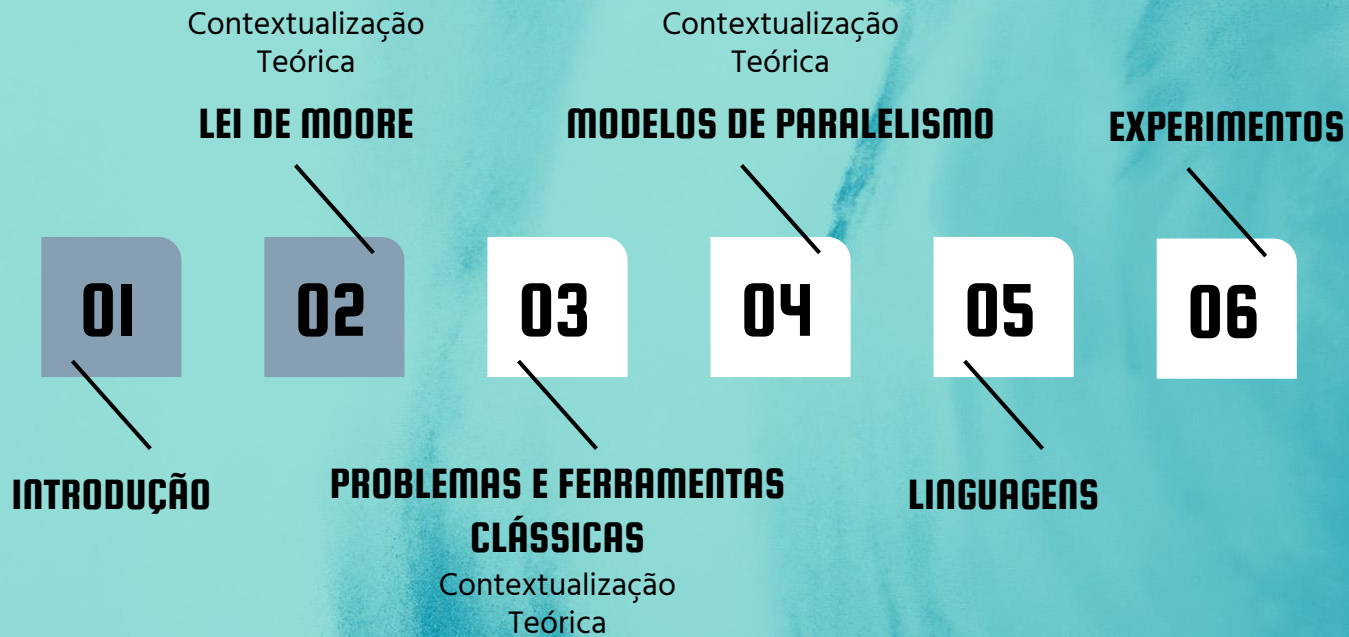 Contextualização
Teórica
LEI DE MOORE
Contextualização
Teórica
MODELOS DE PARALELISMO
EXPERIMENTOS
01
02
03
04
05
06
INTRODUÇÃO
PROBLEMAS E FERRAMENTAS
CLÁSSICAS
Contextualização
Teórica
LINGUAGENS